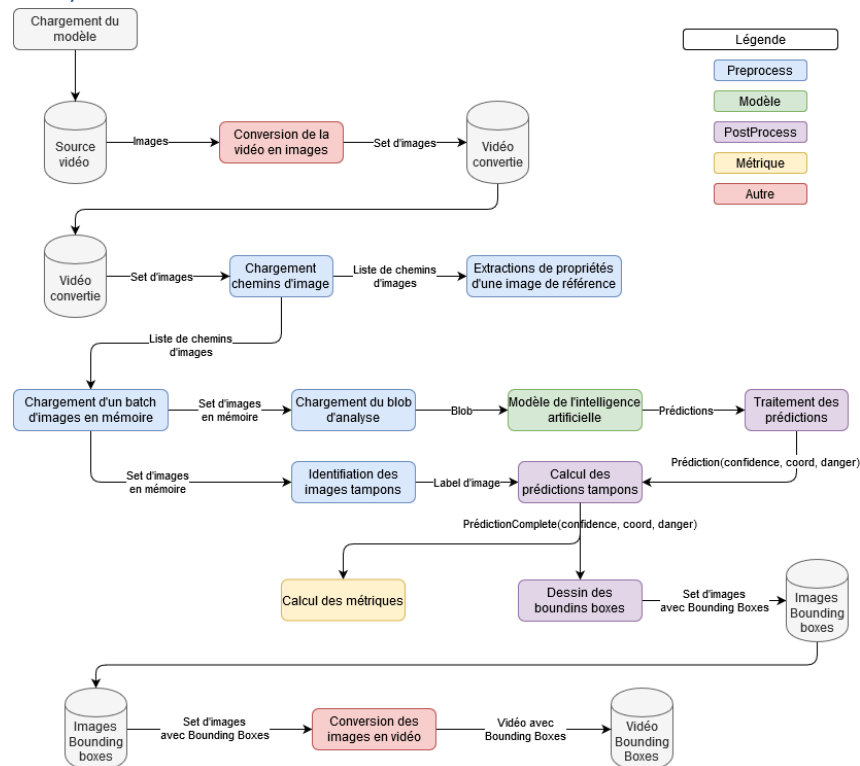 Chargement du
modèle
Légende
Preprocess
Modèle
PostProcess
Métrique
Autre
Source
vidéo
Images
Conversion de la
vidéo en images
Set d'images
Vidéo
convertie
Vidéo
convertie
Set d'images
Chargement
chemins d'image
Liste de chemins
d'images
Extractions de propriétés
d'une image de référence
Liste de chemins
d'images
Chargement d'un batch
d'images en mémoire
Set d'images
en mémoire
Chargement du blob
d'analyse
Blob
Modèle de l'intelligence
artificielle
Prédictions
Traitement des
prédictions
Prédiction(confidence, coord, danger)
Set d'images
en mémoire
Identifiation des
images tampons
Label d'image
Calcul des
prédictions tampons
PrédictionComplete(confidence, coord, danger)
Calcul des métriques
Dessin des
boundins boxes
Set d'images
avec Bounding Boxes
Images
Bounding
boxes
Images
Bounding
boxes
Set d'images
avec Bounding Boxes
Conversion des
images en vidéo
Vidéo avec
Bounding Boxes
Vidéo
Bounding
Boxes